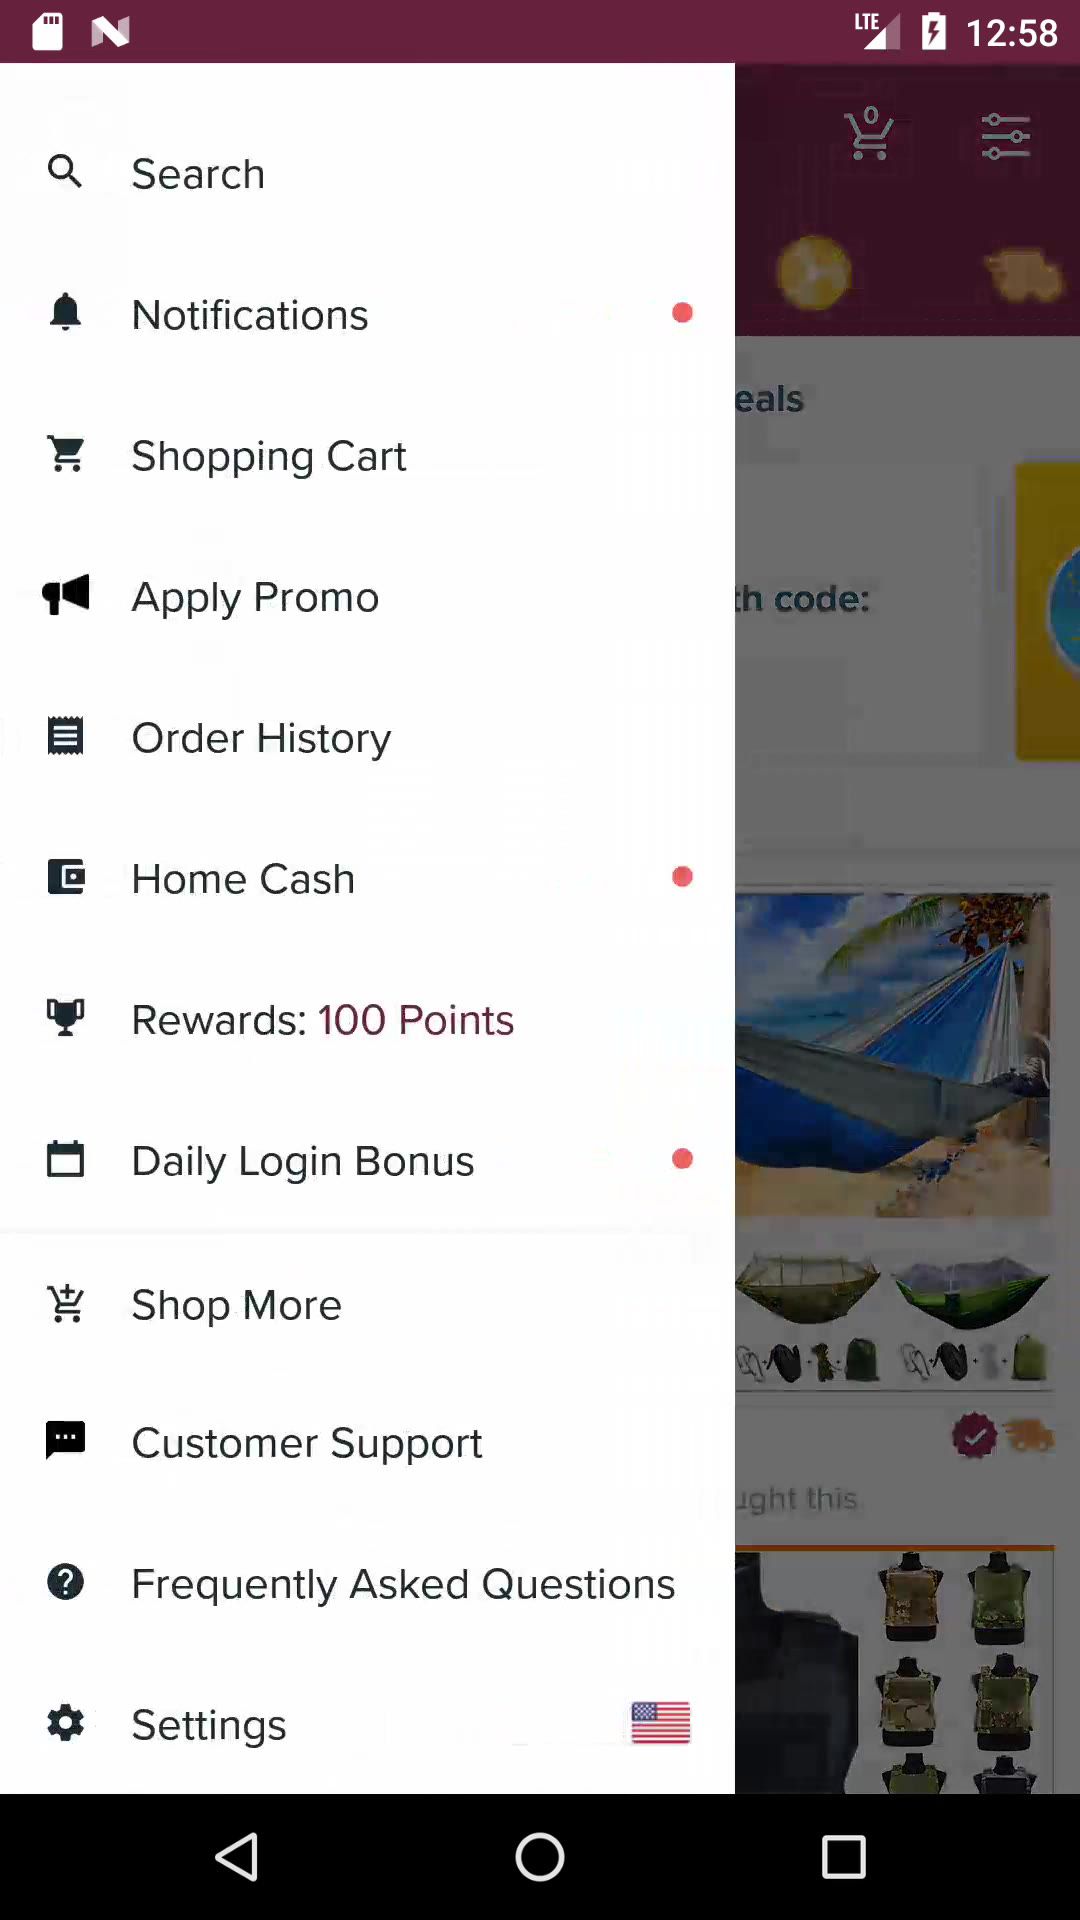 LTE
12:58
0
Search
Notifications
eals
Shopping Cart
th code:
Apply Promo
Order History
Home Cash
Rewards: 100 Points
Daily Login Bonus
Shop More
Customer Support
ught this
Frequently Asked Questions
Settings